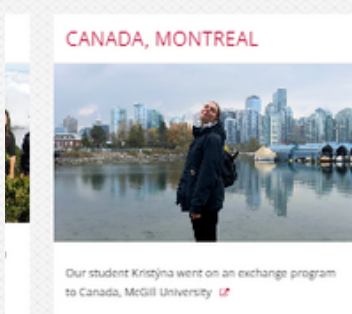 CANADA, MONTREAL
Our student Kristýna went on an exchange program
to Canada, McGill University